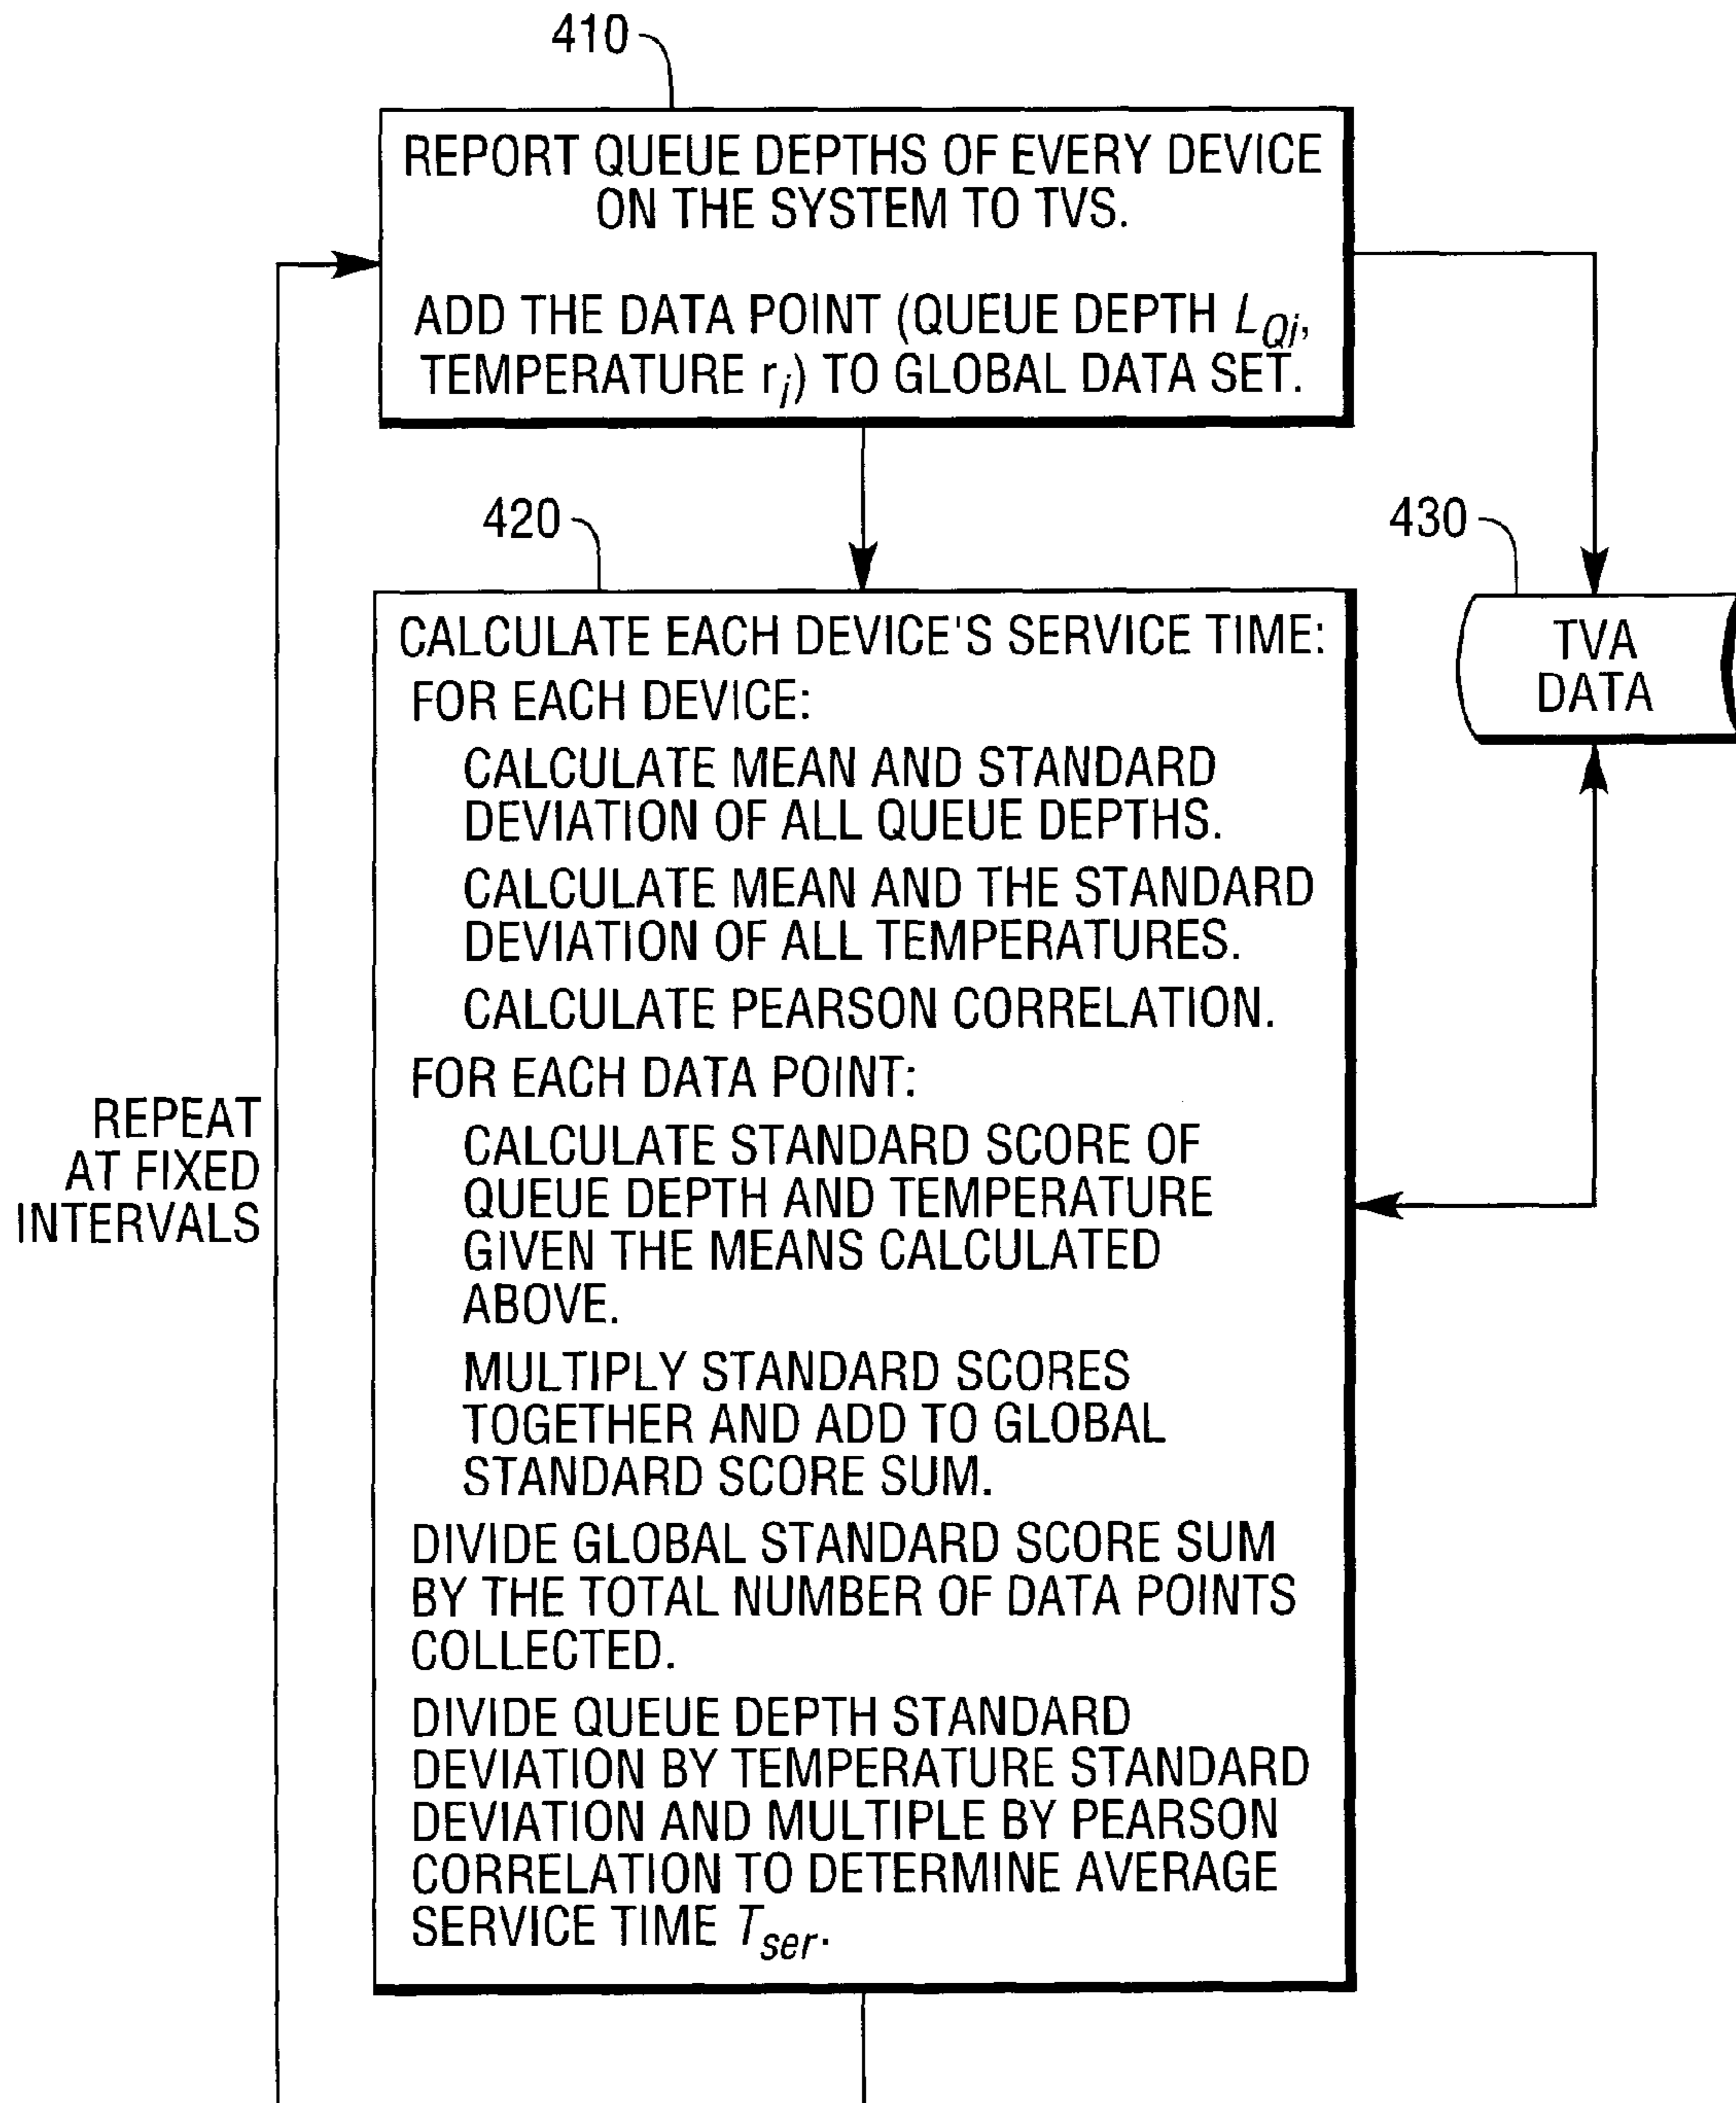 410
REPORT QUEUE DEPTHS OF EVERY DEVICE
ON THE SYSTEM TO TVS.
ADD THE DATA POINT (QUEUE DEPTH LQi,
TEMPERATURE ri) TO GLOBAL DATA SET.
420
430
CALCULATE EACH DEVICE'S SERVICE TIME:
FOR EACH DEVICE:
CALCULATE MEAN AND STANDARD
DEVIATION OF ALL QUEUE DEPTHS.
CALCULATE MEAN AND THE STANDARD
DEVIATION OF ALL TEMPERATURES.
CALCULATE PEARSON CORRELATION.
FOR EACH DATA POINT:
CALCULATE STANDARD SCORE OF
QUEUE DEPTH AND TEMPERATURE
GIVEN THE MEANS CALCULATED
ABOVE.
MULTIPLY STANDARD SCORES
TOGETHER AND ADD TO GLOBAL
STANDARD SCORE SUM.
DIVIDE GLOBAL STANDARD SCORE SUM
BY THE TOTAL NUMBER OF DATA POINTS
COLLECTED.
DIVIDE QUEUE DEPTH STANDARD
DEVIATION BY TEMPERATURE STANDARD
DEVIATION AND MULTIPLE BY PEARSON
CORRELATION TO DETERMINE AVERAGE
SERVICE TIME Tser.
TVA
DATA
REPEAT
AT FIXED
INTERVALS